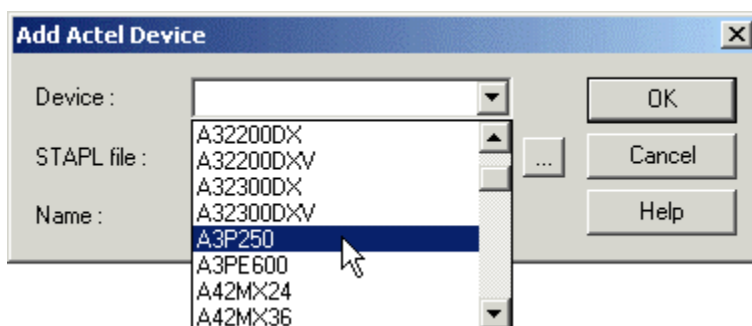 Add Actel Device
Device :
OK
A32200DX
A32200DXV
STAPL file :
...
Cancel
A32300DX
A32300DXV
Name :
Help
A3P250
A3PE600
A42MX24
A42MX36